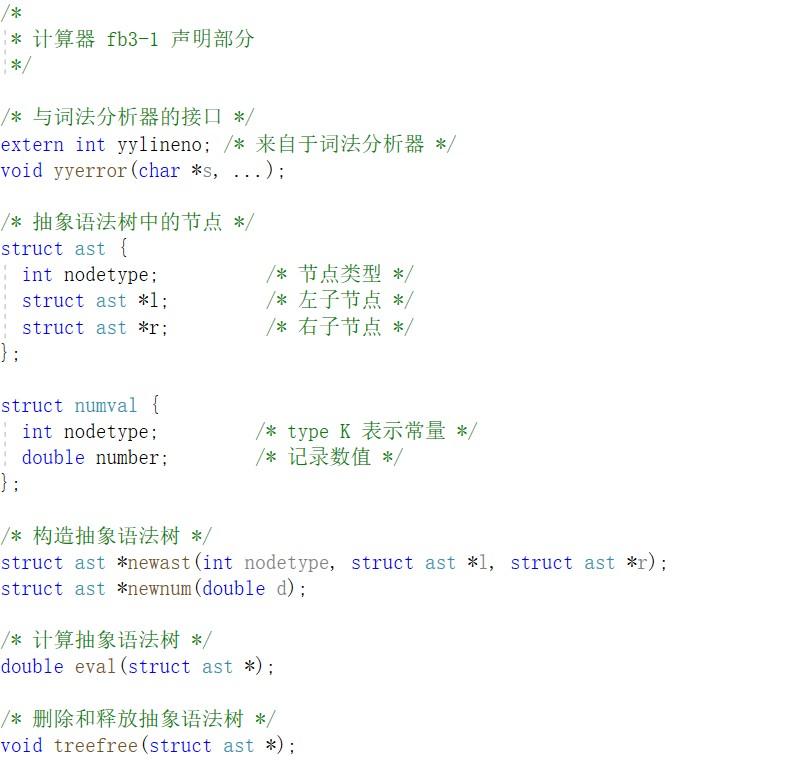 /*
* 计算器 fb3-1 声明部分
*/
/* 与词法分析器的接口 */
extern int yylineno; /* 来自于词法分析器 */
void yyerror(char *s, ...);
/* 抽象语法树中的节点 */
struct ast {
int nodetype; /* 节点类型 */
struct ast *l; /* 左子节点 */
struct ast *r; /* 右子节点 */
};
struct numval {
int nodetype; /* type K 表示常量 */
double number; /* 记录数值 */
};
/* 构造抽象语法树 */
struct ast *newast(int nodetype, struct ast *l, struct ast *r);
struct ast *newnum(double d);
/* 计算抽象语法树 */
double eval(struct ast *);
/* 删除和释放抽象语法树 */
void treefree(struct ast *);